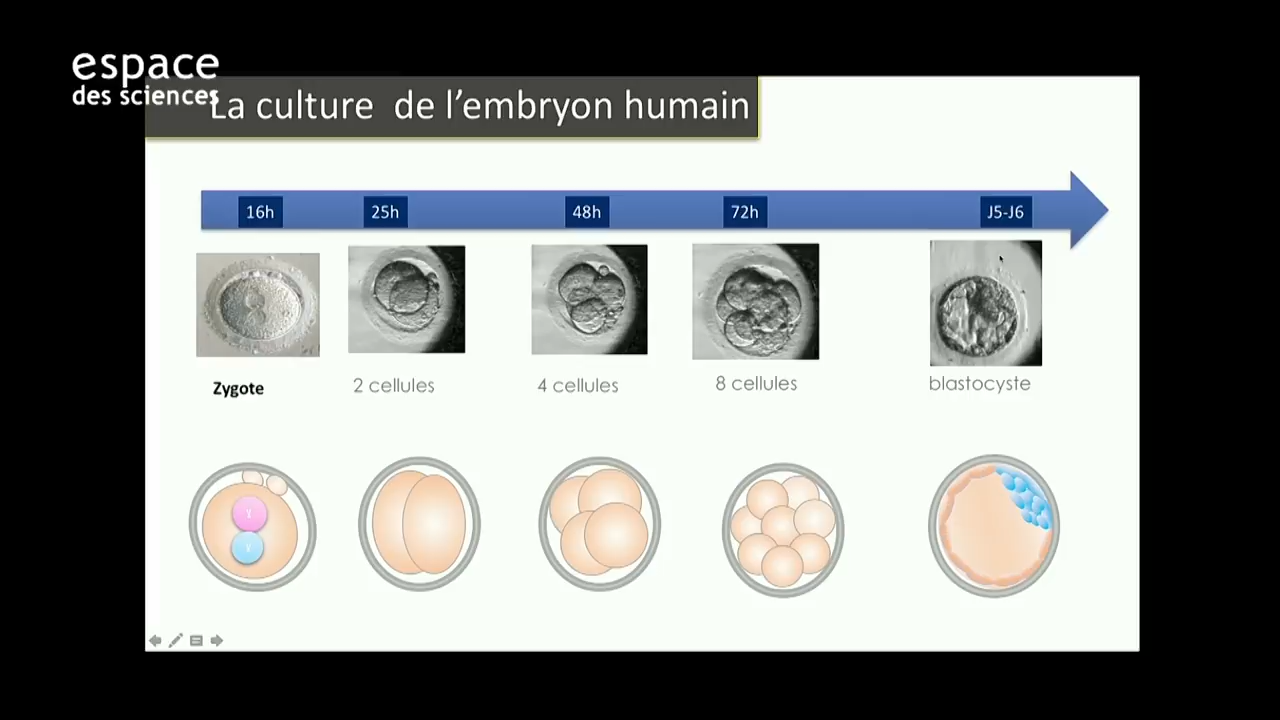 espace
des sciences
La culture de l'embryon humain
16h
25h
48h
72h
J5-J6
Zygote
2 cellules
4 cellules
8 cellules
blastocyste